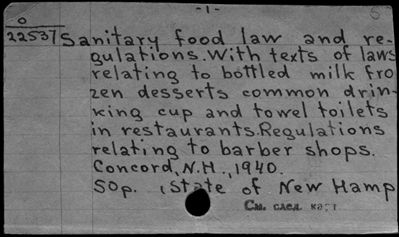 -1-
5
O
22537
Sanitary food law and re-
gulations. With texts of laws
relating to bottled milk fro
zen desserts common drin-
king cup and towel toilets
in restaurants. Regulations
relating to barber shops.
Concord, N.H., 1940.
50p. (State of New Hamp
См. след. карт